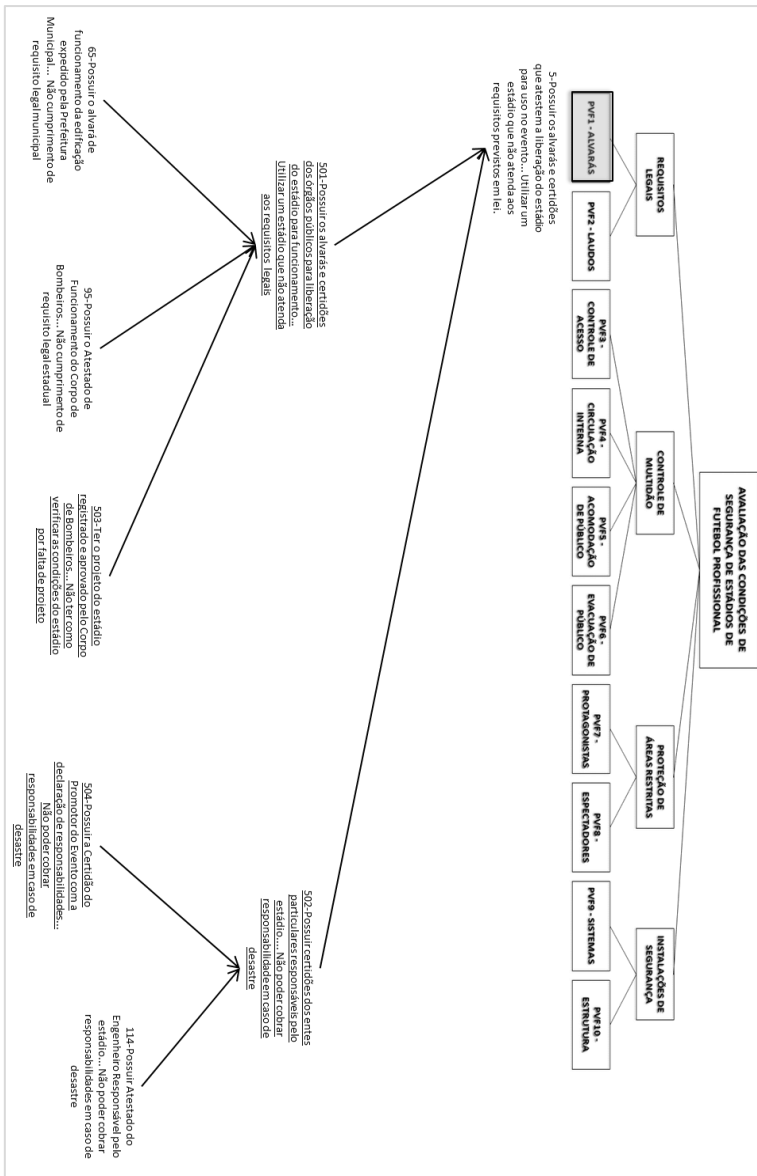 AVALIAÇÃO DAS CONDIÇÕES DE
SEGURANÇA DE ESTÁDIOS DE
FUTEBOL PROFISSIONAL
REQUISITOS
LEGAIS
CONTROLE DE
MULTIDÃO
PROTEÇÃO DE
ÁREAS RESTRITAS
INSTALAÇÕES DE
SEGURANÇA
PVF1 - ALVARÁS
PVF2 - LAUDOS
PVF3 -
CONTROLE DE
ACESSO
PVF4 -
CIRCULAÇÃO
INTERNA
PVF5 -
ACOMODAÇÃO
DE PÚBLICO
PVF6 -
EVACUAÇÃO DE
PÚBLICO
PVF7 -
PROTAGONISTAS
PVF8 -
ESPECTADORES
PVF9 - SISTEMAS
PVF10 -
ESTRUTURA
5-Possuir os alvarás e certidões
que atestem a liberação do estádio
para uso no evento... Utilizar um
estádio que não atenda aos
requisitos previstos em lei.
501-Possuir os alvarás e certidões
dos órgãos públicos para liberação
do estádio para funcionamento...
Utilizar um estádio que não atenda
aos requisitos legais
502-Possuir certidões dos entes
particulares responsáveis pelo
estádio.... Não poder cobrar
responsabilidade em caso de
desastre
65-Possuir o alvará de
funcionamento da edificação
expedido pela Prefeitura
Municipal... Não cumprimento de
requisito legal municipal
95-Possuir o Atestado de
Funcionamento do Corpo de
Bombeiros... Não cumprimento de
requisito legal estadual
503-Ter o projeto do estádio
registrado e aprovado pelo Corpo
de Bombeiros... Não ter como
verificar as condições do estádio
por falta de projeto
504-Possuir a Certidão do
Promotor do Evento com a
declaração de responsabilidades...
Não poder cobrar
responsabilidades em caso de
desastre
114-Possuir Atestado do
Engenheiro Responsável pelo
estádio... Não poder cobrar
responsabilidades em caso de
desastre